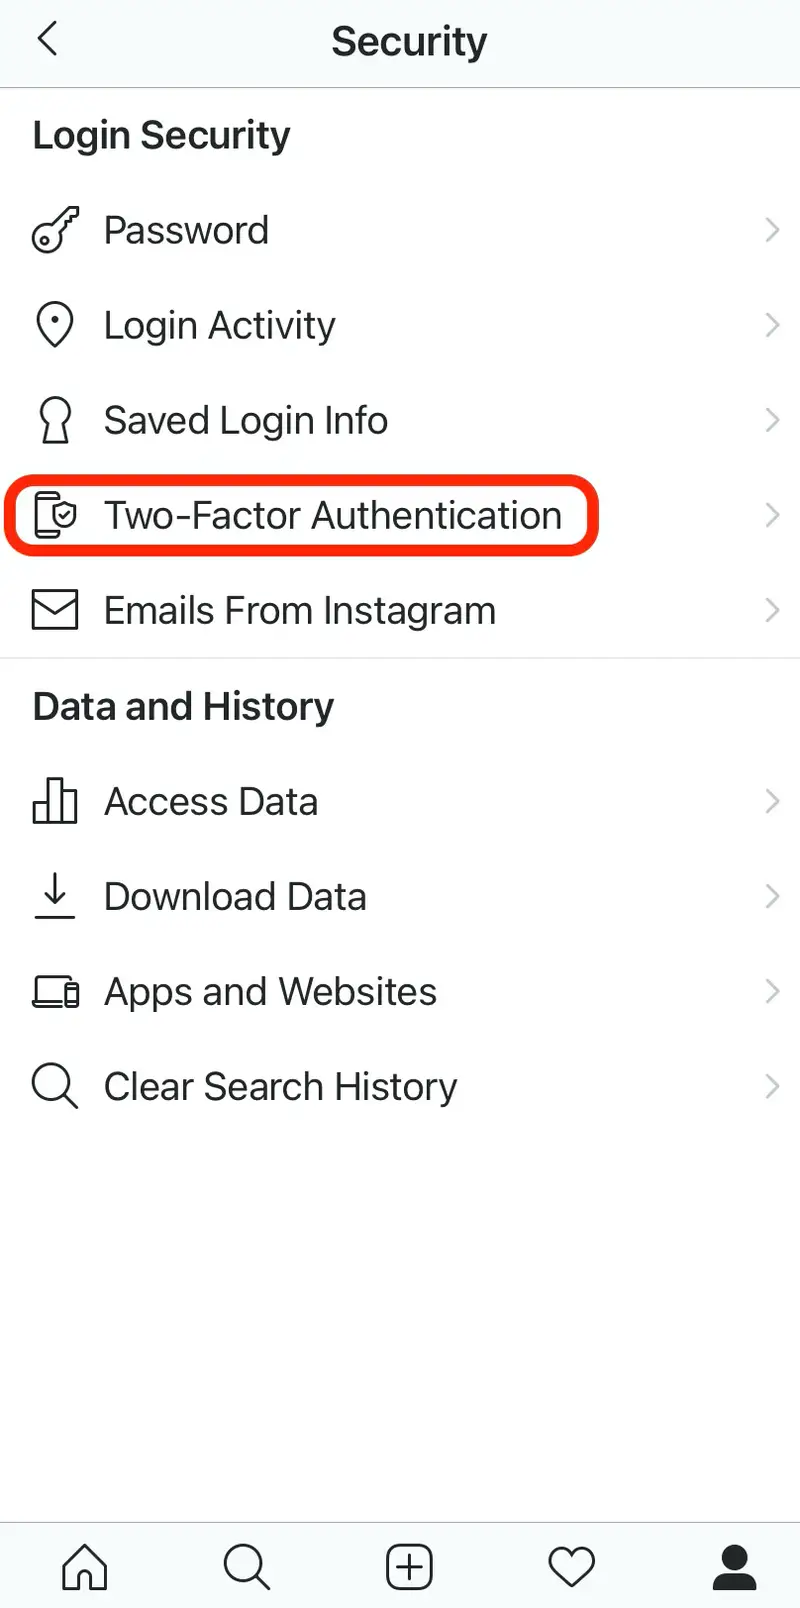 Security
Login Security
Password
Login Activity
Saved Login Info
Two-Factor Authentication
Emails From Instagram
Data and History
Access Data
Download Data
Apps and Websites
Clear Search History